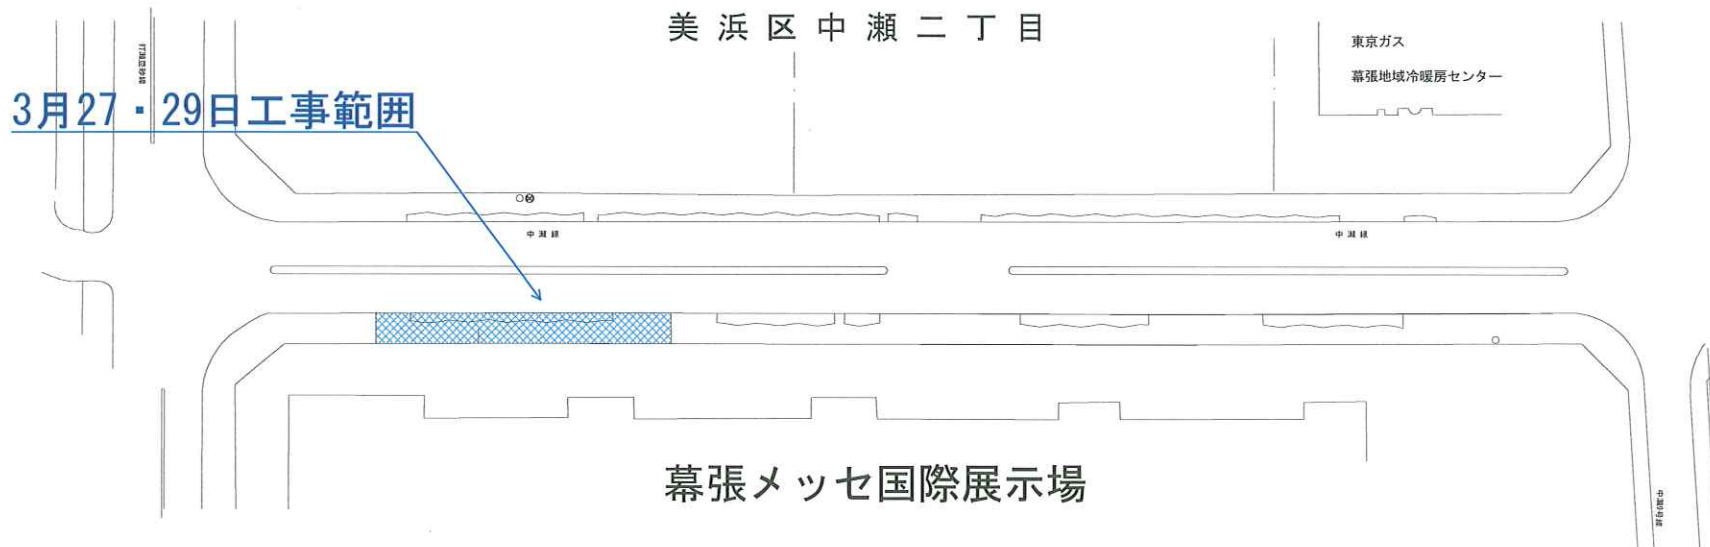 美浜区中瀬二丁目
東京ガス
幕張地域冷暖房センター
3月27・29日工事範囲
中瀬線
中瀬線
幕張メッセ国際展示場